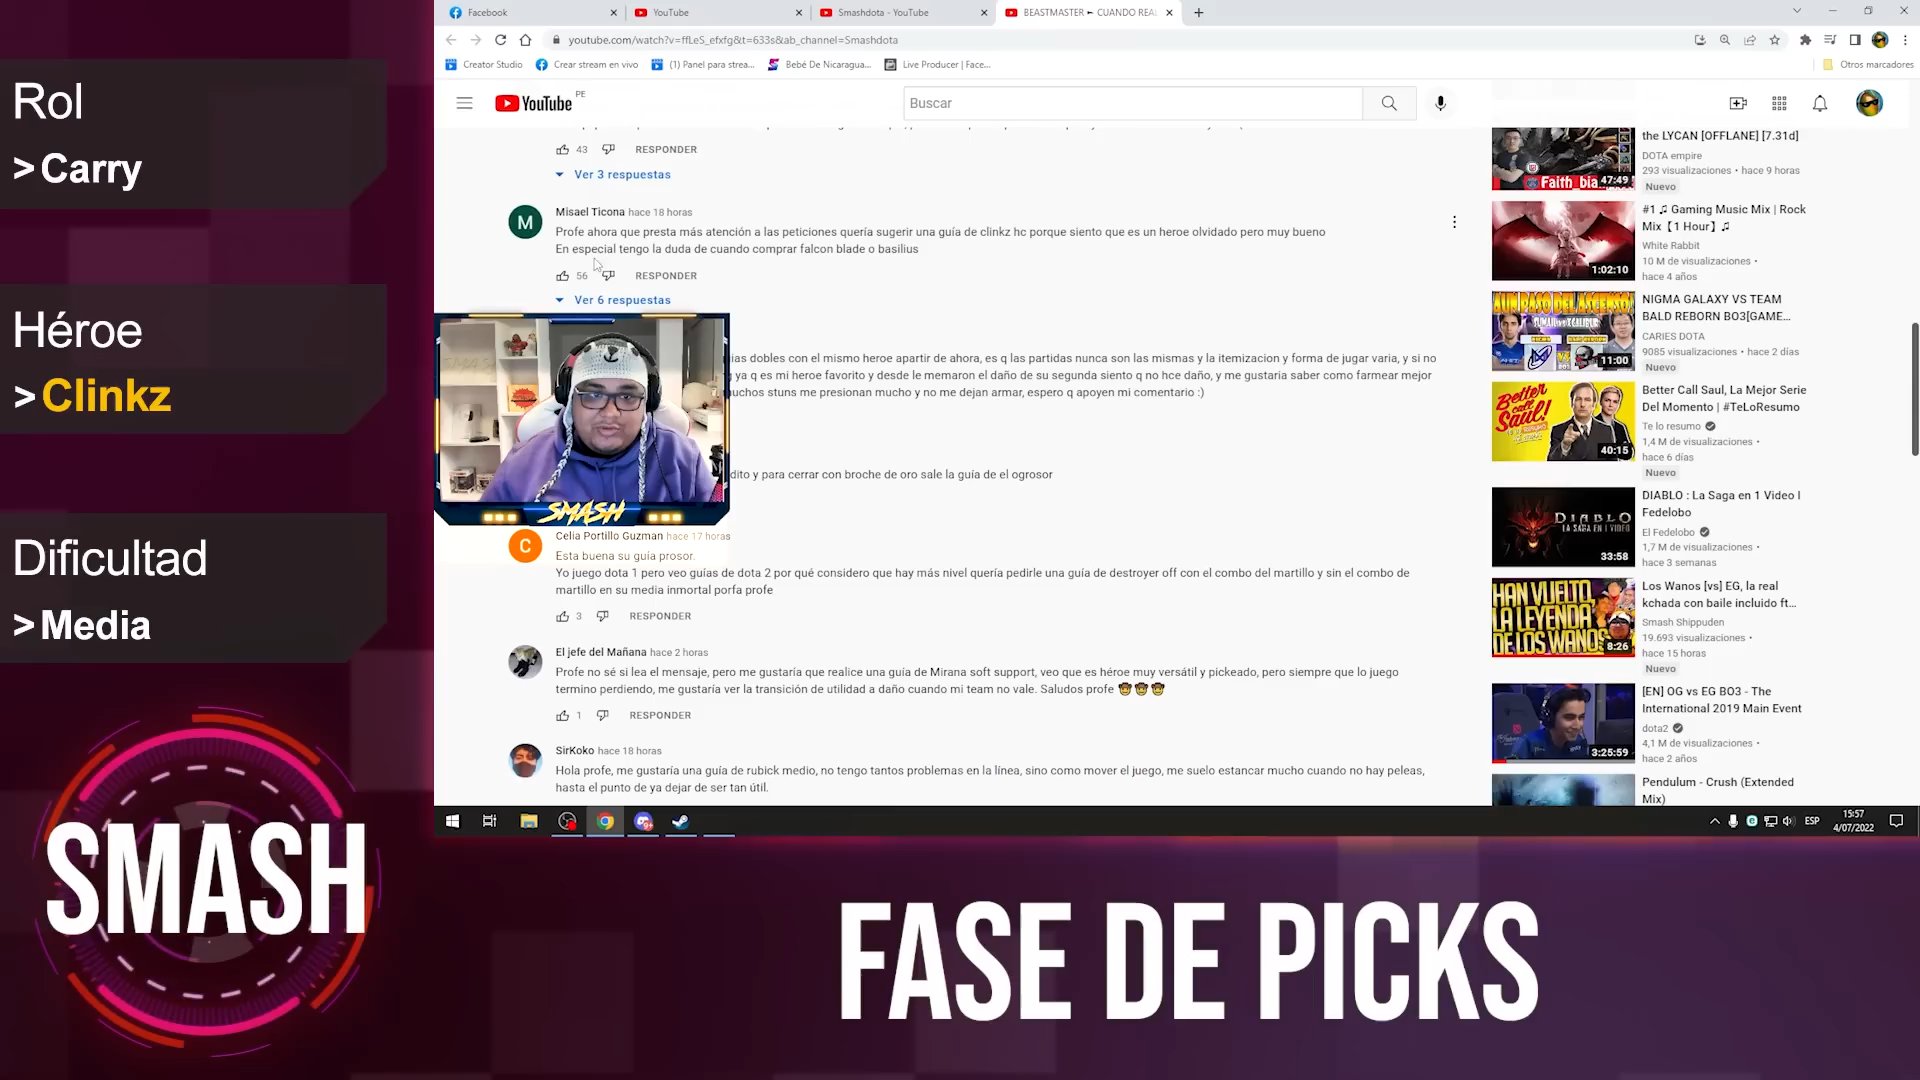 Rol
>Carry
Héroe
>Clinkz
Dificultad
>Media
SMASH
Facebook
YouTube
Smashdota - YouTube
BEASTMASTER ► CUANDO REA
youtube.com/watch?v=ffLeS_efxfg&t=633s&ab_channel=Smashdota
Creator Studio
Crear stream en vivo
(1) Panel para strea...
Bebé De Nicaragua...
Live Producer | Face...
Otros marcadores
YouTube PE
Buscar
43 RESPONDER
Ver 3 respuestas
M
Misael Ticona hace 18 horas
Profe ahora que presta más atención a las peticiones quería sugerir una guía de clinkz hc porque siento que es un heroe olvidado pero muy bueno
En especial tengo la duda de cuando comprar falcon blade o basilius
56 RESPONDER
Ver 6 respuestas
ias dobles con el mismo heroe apartir de ahora, es q las partidas nunca son las mismas y la itemizacion y forma de jugar varia, y si no
ya q es mi heroe favorito y desde le memaron el daño de su segunda siento q no hce daño, y me gustaria saber como farmear mejor
uchos stuns me presionan mucho y no me dejan armar, espero q apoyen mi comentario :)
dito y para cerrar con broche de oro sale la guía de el ogrosor
SMASH
C
Celia Portillo Guzman hace 17 horas
Esta buena su guía prosor.
Yo juego dota 1 pero veo guías de dota 2 por qué considero que hay más nivel quería pedirle una guía de destroyer off con el combo del martillo y sin el combo de
martillo en su media inmortal porfa profe
3 RESPONDER
El jefe del Mañana hace 2 horas
Profe no sé si lea el mensaje, pero me gustaría que realice una guía de Mirana soft support, veo que es héroe muy versátil y pickeado, pero siempre que lo juego
termino perdiendo, me gustaría ver la transición de utilidad a daño cuando mi team no vale. Saludos profe 🤠🤠🤠
1 RESPONDER
SirKoko hace 18 horas
Hola profe, me gustaría una guía de rubick medio, no tengo tantos problemas en la línea, sino como mover el juego, me suelo estancar mucho cuando no hay peleas,
hasta el punto de ya dejar de ser tan útil.
the LYCAN [OFFLANE] [7.31d]
DOTA empire
293 visualizaciones • hace 9 horas
Nuevo
Faith_bia
47:49
#1 ♫ Gaming Music Mix | Rock
Mix【1 Hour】♫
White Rabbit
10 M de visualizaciones •
hace 4 años
1:02:10
NIGMA GALAXY VS TEAM
BALD REBORN BO3[GAME...
CARIES DOTA
9085 visualizaciones • hace 2 días
Nuevo
AUN PASO DEL ASCENSO
11:00
Better Call Saul, La Mejor Serie
Del Momento | #TeLoResumo
Te lo resumo
1,4 M de visualizaciones •
hace 6 días
Nuevo
Better
Call
Saul!
40:15
DIABLO : La Saga en 1 Video I
Fedelobo
El Fedelobo
1,7 M de visualizaciones •
hace 3 semanas
DIABLO
LA SAGA EN 1 VIDEO
33:58
Los Wanos [vs] EG, la real
kchada con baile incluido ft...
Smash Shippuden
19.693 visualizaciones •
hace 15 horas
Nuevo
HAN VUELTO,
LA LEYENDA
DE LOS WANOS
8:26
[EN] OG vs EG BO3 - The
International 2019 Main Event
dota2
4,1 M de visualizaciones •
hace 2 años
3:25:59
Pendulum - Crush (Extended
Mix)
ESP
15:57
4/07/2022
FASE DE PICKS